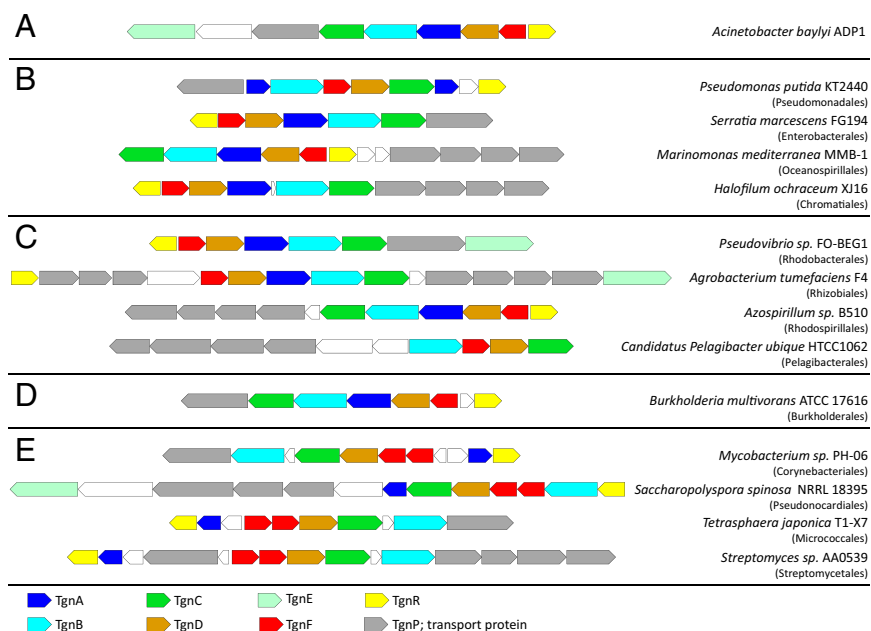 A
Acinetobacter baylyi ADP1
B
Pseudomonas putida KT2440
(Pseudomonadales)
Serratia marcescens FG194
(Enterobacterales)
Marinomonas mediterranea MMB-1
(Oceanospirillales)
Halofilum ochraceum XJ16
(Chromatiales)
C
Pseudovibrio sp. FO-BEG1
(Rhodobacterales)
Agrobacterium tumefaciens F4
(Rhizobiales)
Azospirillum sp. B510
(Rhodospirillales)
Candidatus Pelagibacter ubique HTCC1062
(Pelagibacterales)
D
Burkholderia multivorans ATCC 17616
(Burkholderales)
E
Mycobacterium sp. PH-06
(Corynebacteriales)
Saccharopolyspora spinosa NRRL 18395
(Pseudonocardiales)
Tetrasphaera japonica T1-X7
(Micrococcales)
Streptomyces sp. AA0539
(Streptomycetales)
TgnA TgnC TgnE TgnR
TgnB TgnD TgnF TgnP; transport protein